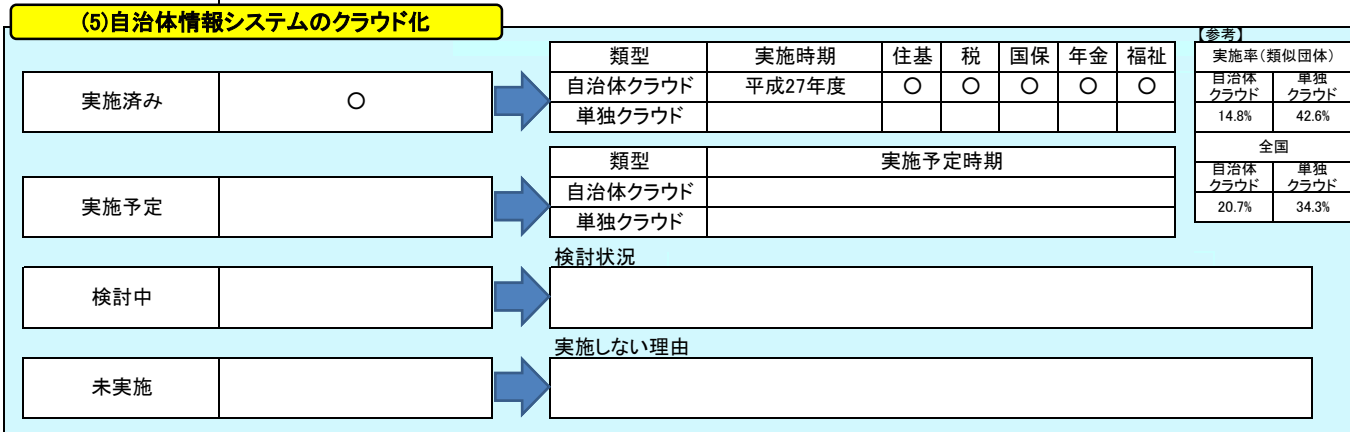 (5)自治体情報システムのクラウド化
実施済み 〇
類型 実施時期 住基 税 国保 年金 福祉
自治体クラウド 平成27年度 〇 〇 〇 〇 〇
単独クラウド
【参考】
実施率(類似団体)
自治体クラウド 単独クラウド
14.8% 42.6%
全国
自治体クラウド 単独クラウド
20.7% 34.3%
実施予定
類型 実施予定時期
自治体クラウド
単独クラウド
検討中
検討状況
未実施
実施しない理由